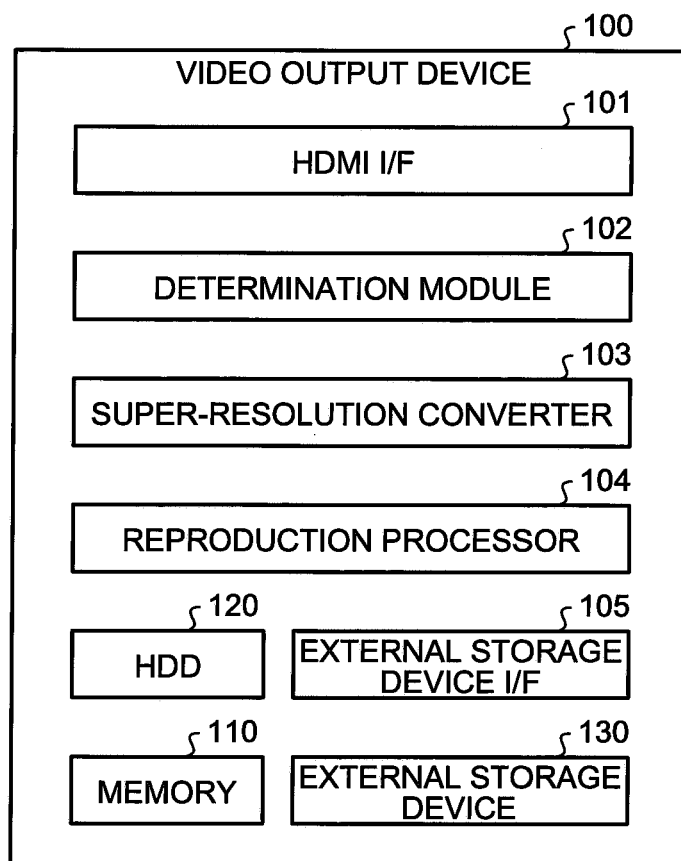 100
VIDEO OUTPUT DEVICE
101
HDMI I/F
102
DETERMINATION MODULE
103
SUPER-RESOLUTION CONVERTER
104
REPRODUCTION PROCESSOR
120
HDD
105
EXTERNAL STORAGE
DEVICE I/F
110
MEMORY
130
EXTERNAL STORAGE
DEVICE